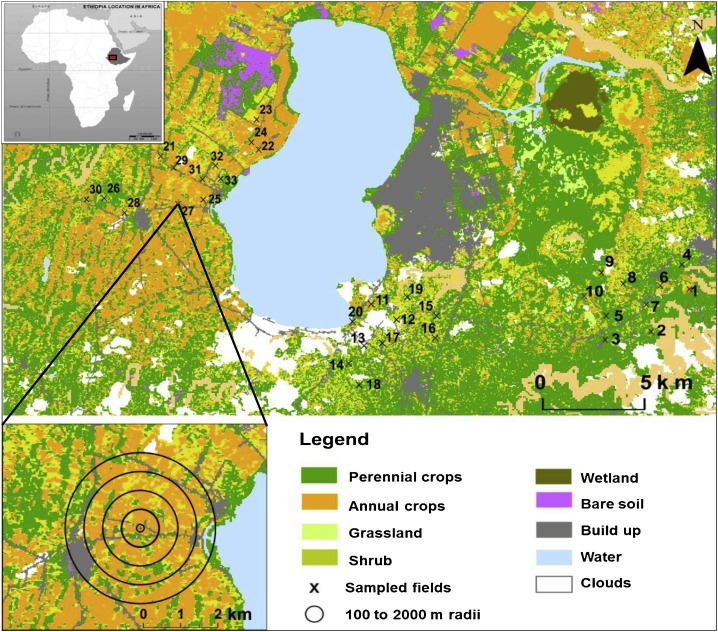 ETHIOPIA LOCATION IN AFRICA
N
23
24
22
21
29
32
31
33
30
26
25
28
27
4
9
8
6
1
10
7
5
2
3
19
11
15
20
12
16
13
17
14
18
0 5 km
0 1 2 km
Legend
Perennial crops
Annual crops
Grassland
Shrub
x Sampled fields
100 to 2000 m radii
Wetland
Bare soil
Build up
Water
Clouds